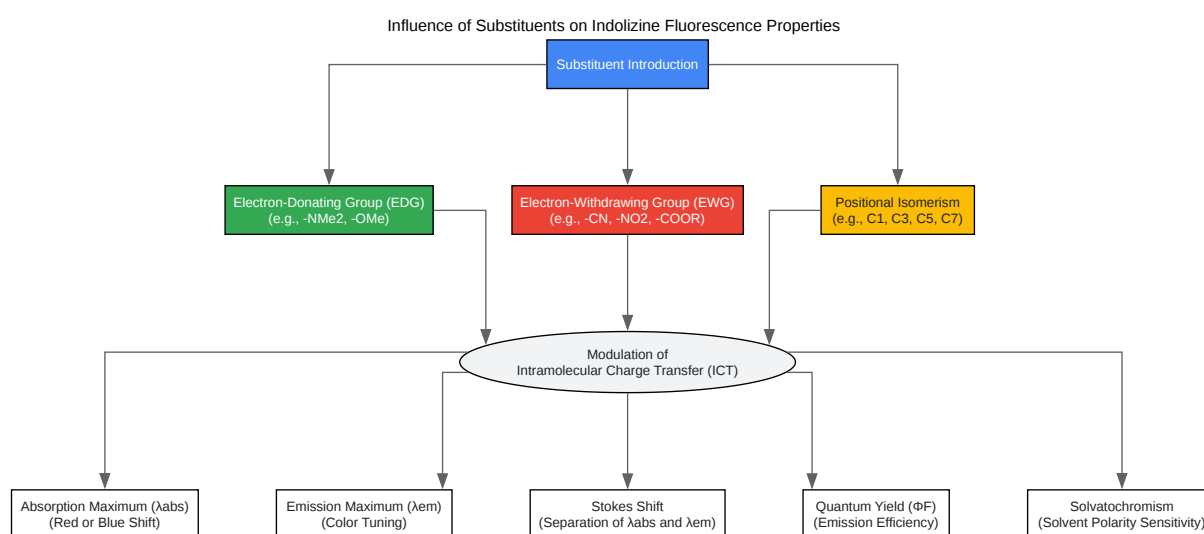 Influence of Substituents on Indolizine Fluorescence Properties
Substituent Introduction
Electron-Donating Group (EDG)
(e.g., -NMe2, -OMe)
Electron-Withdrawing Group (EWG)
(e.g., -CN, -NO2, -COOR)
Positional Isomerism
(e.g., C1, C3, C5, C7)
Modulation of
Intramolecular Charge Transfer (ICT)
Absorption Maximum (λabs)
(Red or Blue Shift)
Emission Maximum (λem)
(Color Tuning)
Stokes Shift
(Separation of λabs and λem)
Quantum Yield (ΦF)
(Emission Efficiency)
Solvatochromism
(Solvent Polarity Sensitivity)